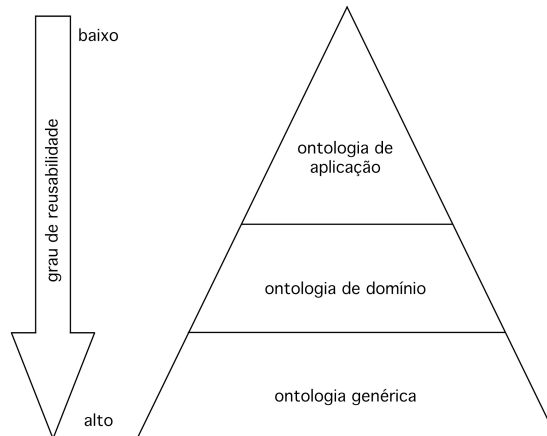 baixo
grau de reusabilidade
alto
ontologia de
aplicação
ontologia de domínio
ontologia genérica